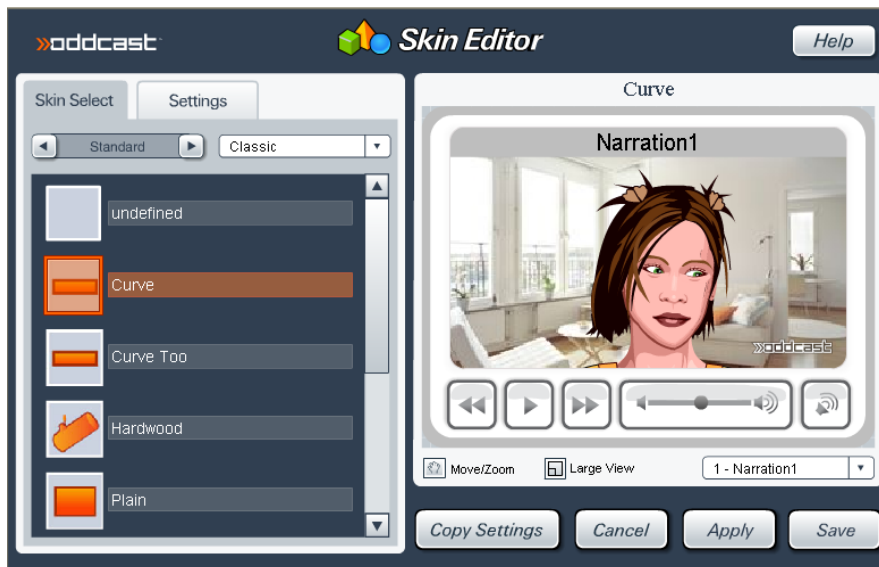 »oddcast
Skin Editor
Help
Skin Select
Settings
Standard
Classic
undefined
Curve
Curve Too
Hardwood
Plain
Curve
Narration1
»oddcast
Move/Zoom
Large View
1 - Narration1
Copy Settings
Cancel
Apply
Save